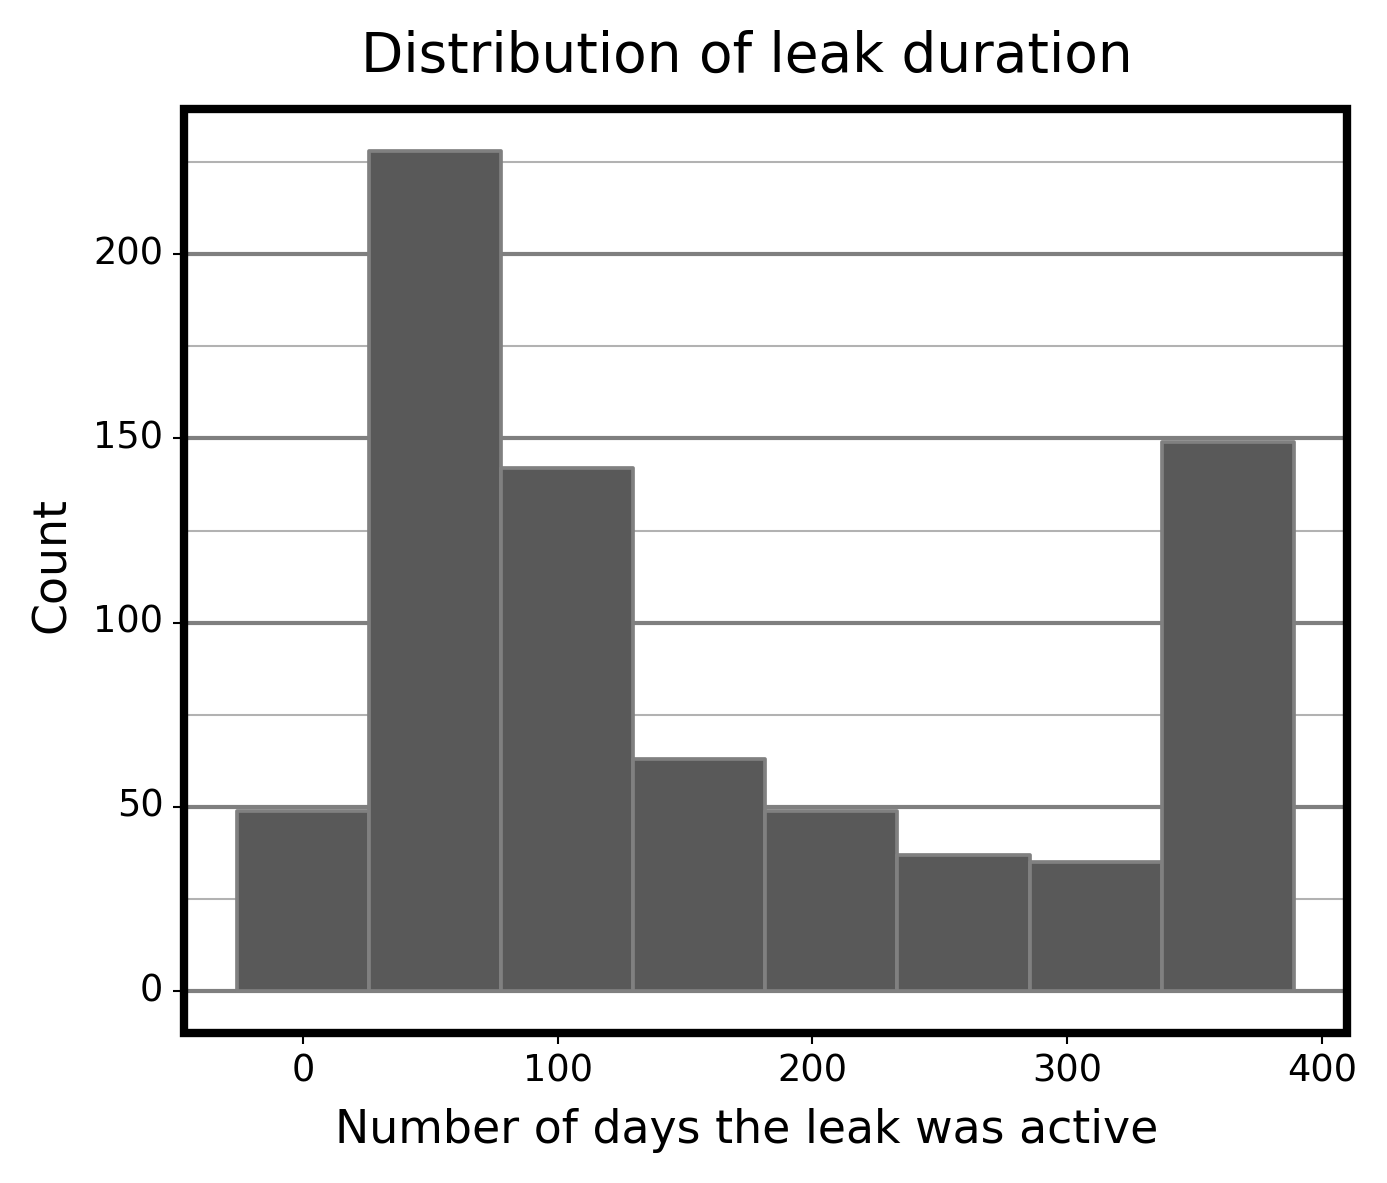 Distribution of leak duration
Count
200
150
100
50
0
0 100 200 300 400
Number of days the leak was active